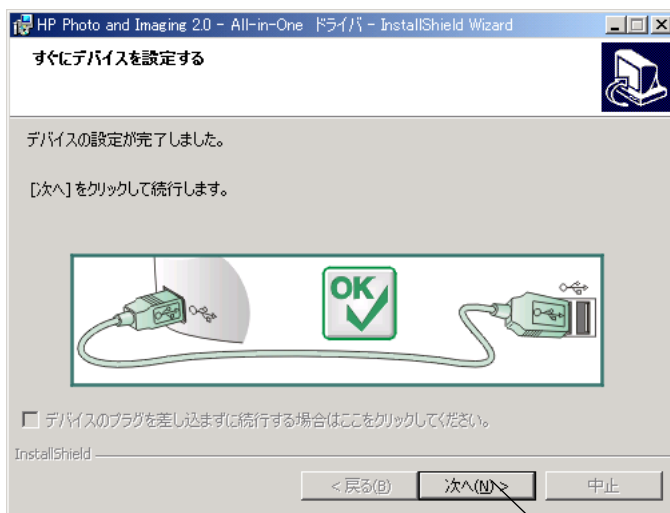 HP Photo and Imaging 2.0 - All-in-One ドライバ - InstallShield Wizard
すぐにデバイスを設定する
デバイスの設定が完了しました。
[次へ] をクリックして続行します。
OK
デバイスのプラグを差し込まずに続行する場合はここをクリックしてください。
InstallShield
< 戻る(B)
次へ(N) >
中止